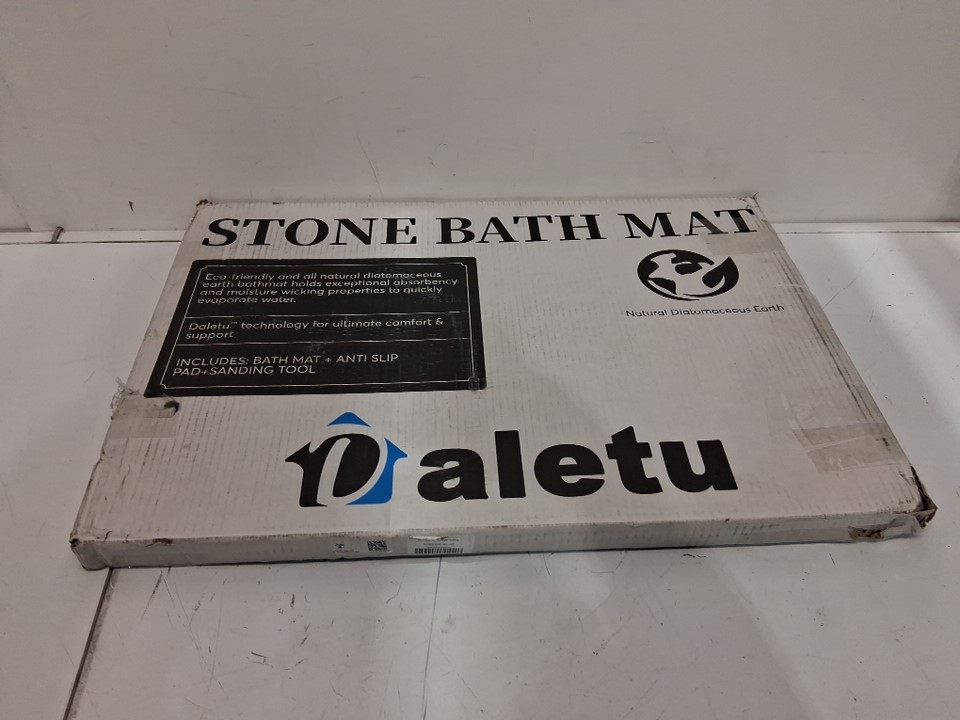 STONE BATH MAT
Eco-friendly and all natural diatomaceous
earth bathmat holds exceptional absorbency
and moisture wicking properties to quickly
evaporate water.
Daletu™ technology for ultimate comfort &
support
INCLUDES: BATH MAT + ANTI SLIP
PAD+SANDING TOOL
Natural Diatomaceous Earth
Daletu